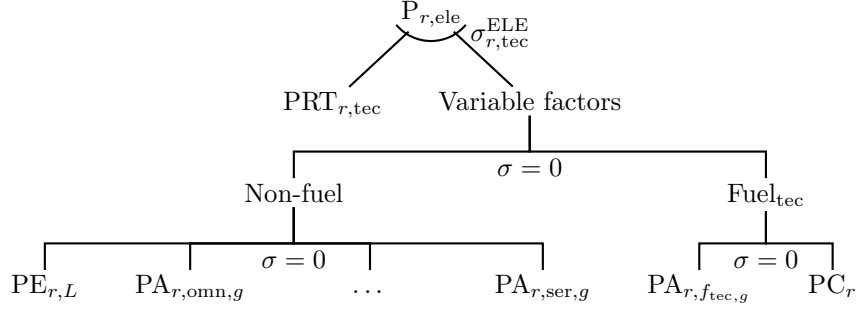 P_{r,ele}
σ^{ELE}_{r,tec}
PRT_{r,tec} Variable factors
σ = 0
Non-fuel Fuel_{tec}
σ = 0 σ = 0
PE_{r,L} PA_{r,omn,g} ... PA_{r,ser,g} PA_{r,f_{tec,g}} PC_r